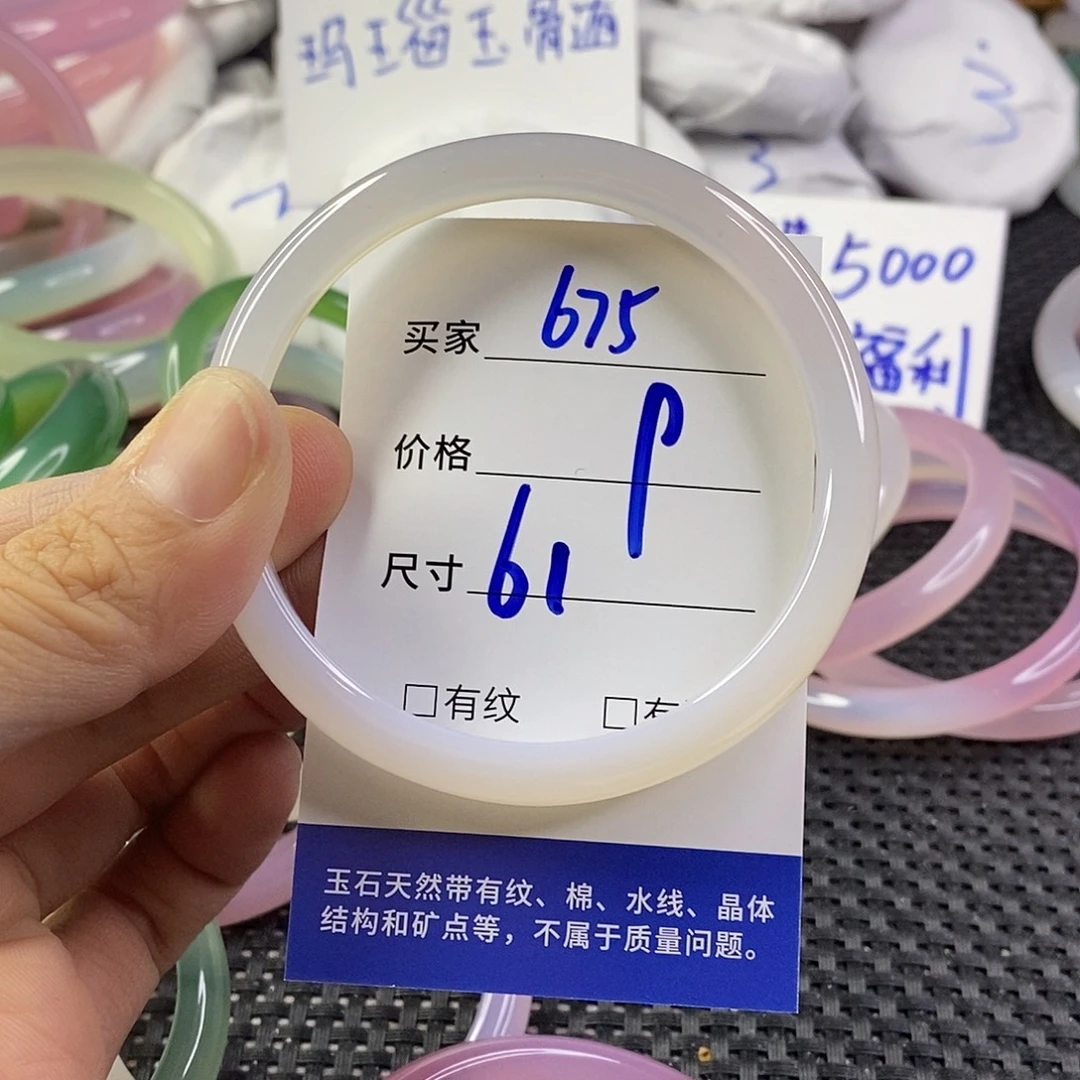 玛瑙玉骨通
3
5000
福利
买家 675
价格 P
尺寸 61
□有纹 □
玉石天然带有纹、棉、水线、晶体
结构和矿点等，不属于质量问题。